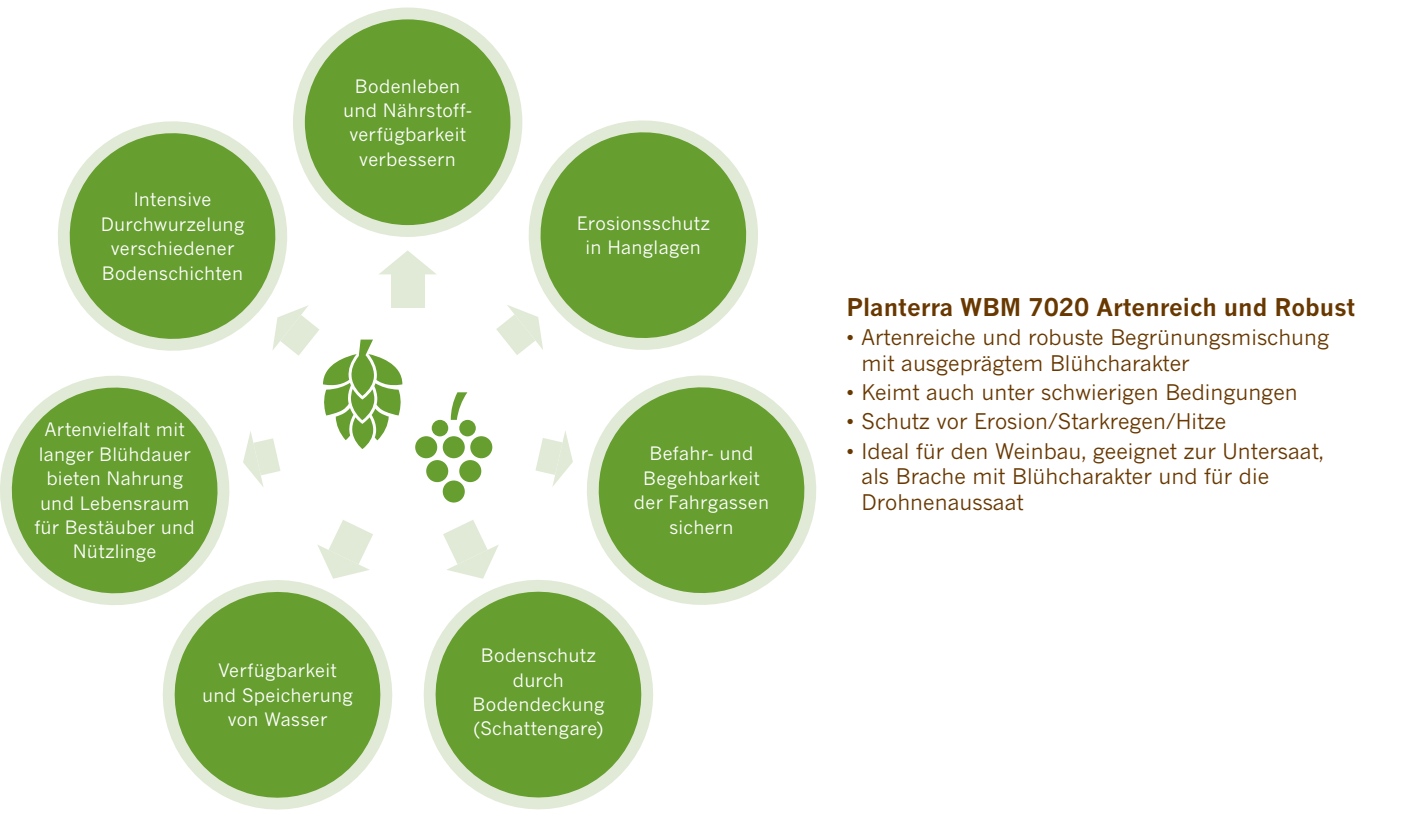 Bodenleben
und Nährstoff-
verfügbarkeit
verbessern
Intensive
Durchwurzelung
verschiedener
Bodenschichten
Erosionsschutz
in Hanglagen
Artenvielfalt mit
langer Blühdauer
bieten Nahrung
und Lebensraum
für Bestäuber und
Nützlinge
Befahr- und
Begehbarkeit
der Fahrgassen
sichern
Verfügbarkeit
und Speicherung
von Wasser
Bodenschutz
durch
Bodendeckung
(Schattengare)
Planterra WBM 7020 Artenreich und Robust
• Artenreiche und robuste Begrünungsmischung
mit ausgeprägtem Blühcharakter
• Keimt auch unter schwierigen Bedingungen
• Schutz vor Erosion/Starkregen/Hitze
• Ideal für den Weinbau, geeignet zur Untersaat,
als Brache mit Blühcharakter und für die
Drohnenaussaat